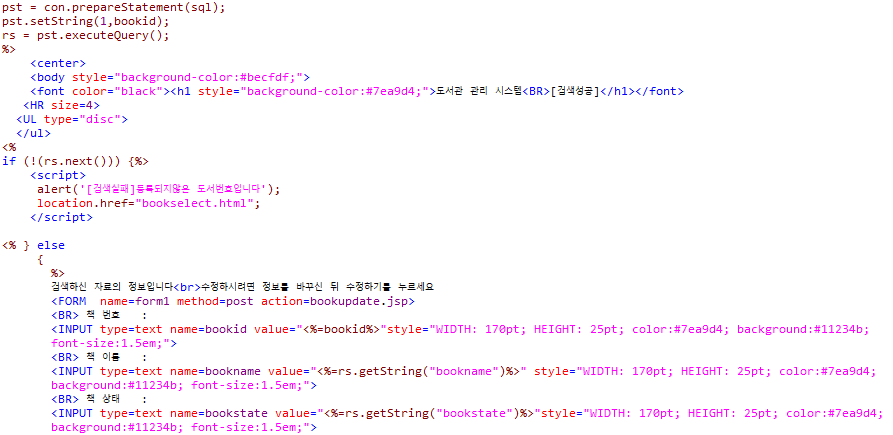 pst = con.prepareStatement(sql);
pst.setString(1,bookid);
rs = pst.executeQuery();
%>
<center>
<body style="background-color:#becfdf;">
<font color="black"><h1 style="background-color:#7ea9d4;">도서관 관리 시스템<BR>[검색성공]</h1></font>
<HR size=4>
<UL type="disc">
</ul>
<%
if (!(rs.next())) {%>
<script>
alert('[검색실패]등록되지않은 도서번호입니다');
location.href="bookselect.html";
</script>
<% } else
{
%>
검색하신 자료의 정보입니다<br>수정하시려면 정보를 바꾸신 뒤 수정하기를 누르세요
<FORM  name=form1 method=post action=bookupdate.jsp>
<BR> 책 번호   :
<INPUT type=text name=bookid value="<%=bookid%>"style="WIDTH: 170pt; HEIGHT: 25pt; color:#7ea9d4; background:#11234b;
font-size:1.5em;">
<BR> 책 이름   :
<INPUT type=text name=bookname value="<%=rs.getString("bookname")%>" style="WIDTH: 170pt; HEIGHT: 25pt; color:#7ea9d4;
background:#11234b; font-size:1.5em;">
<BR> 책 상태   :
<INPUT type=text name=bookstate value="<%=rs.getString("bookstate")%>"style="WIDTH: 170pt; HEIGHT: 25pt; color:#7ea9d4;
background:#11234b; font-size:1.5em;">